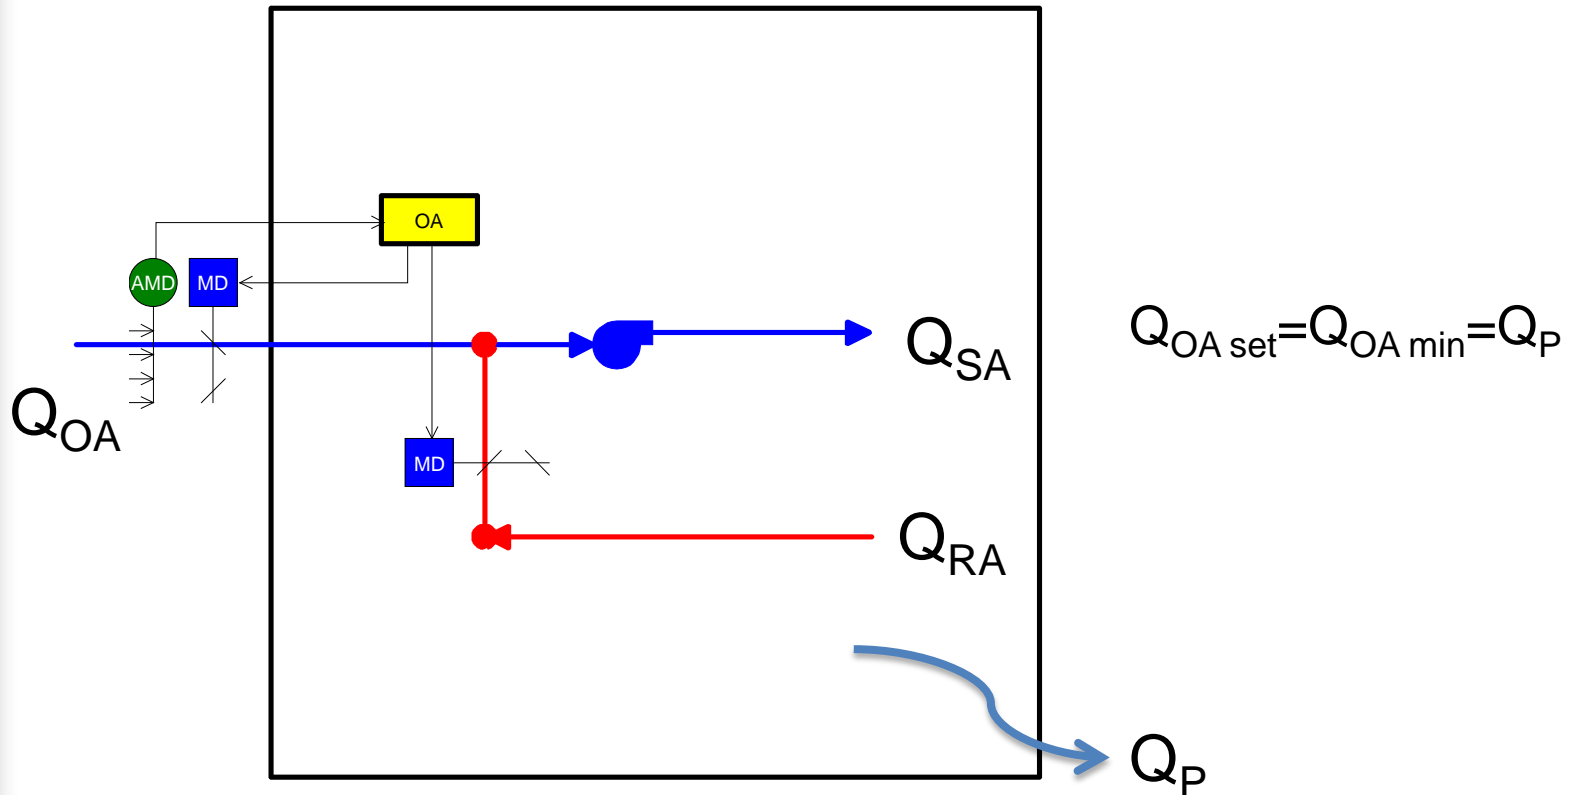 OA
AMD MD
Q_SA
Q_OA set=Q_OA min=Q_P
Q_OA
MD
Q_RA
Q_P